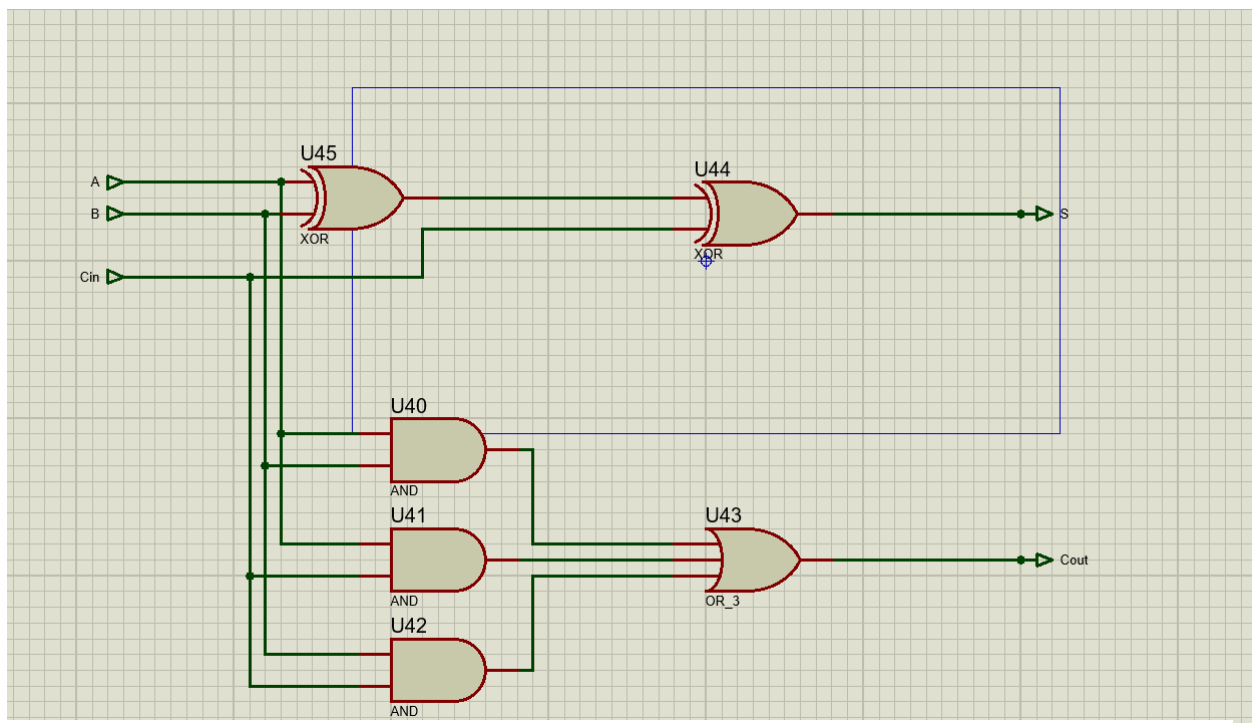 U45
U44
A
B
S
XOR
XOR
Cin
U40
AND
U41
U43
Cout
AND
OR_3
U42
AND